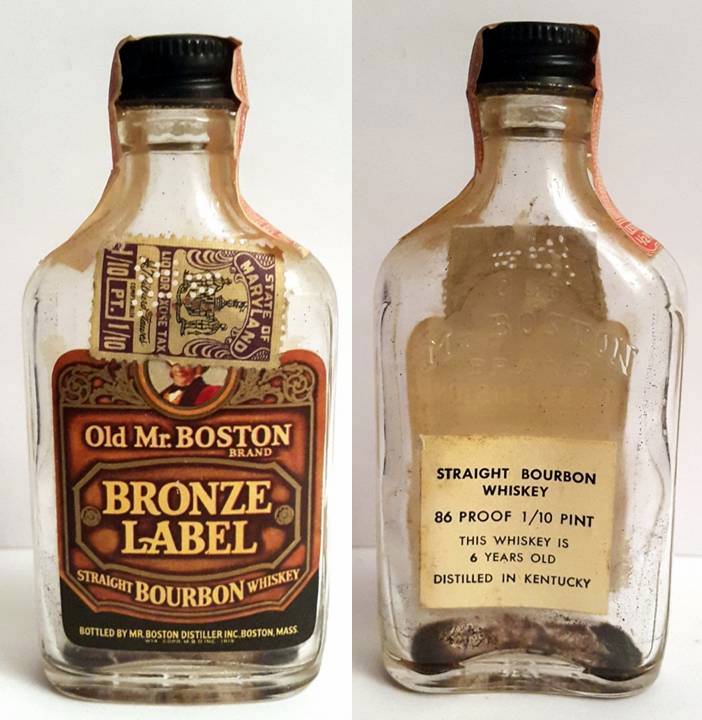 STATE OF
MARYLAND
LIQUOR EXCISE TAX
1/10 PT. 1/10
Old Mr. BOSTON
BRAND
BRONZE
LABEL
STRAIGHT BOURBON WHISKEY
BOTTLED BY MR. BOSTON DISTILLER INC. BOSTON, MASS.
Mr. BOSTON
STRAIGHT BOURBON
WHISKEY
86 PROOF 1/10 PINT
THIS WHISKEY IS
6 YEARS OLD
DISTILLED IN KENTUCKY